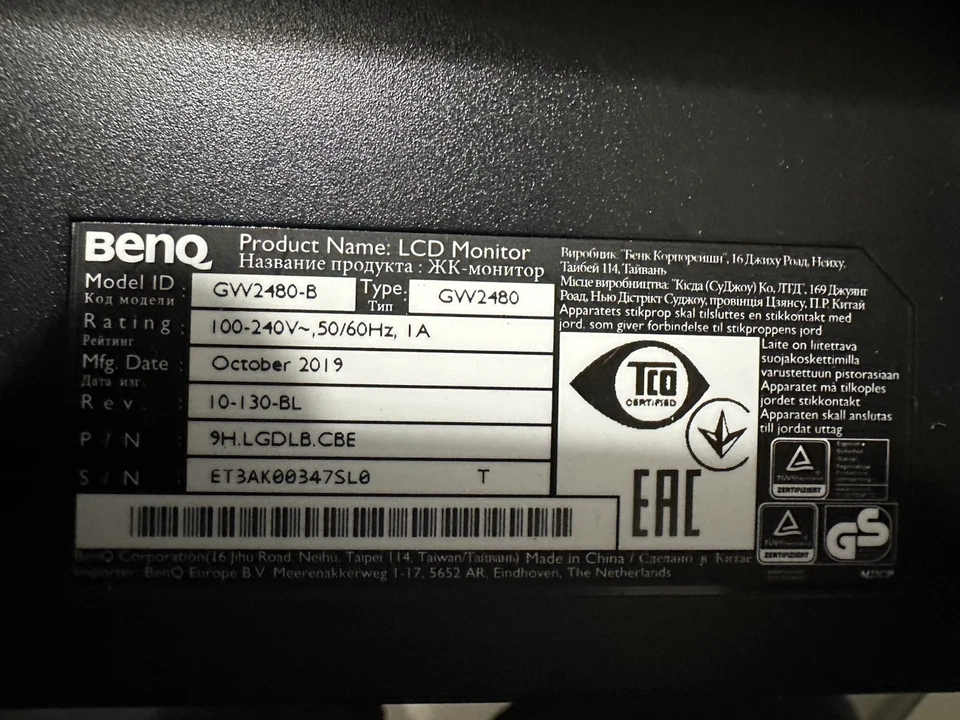 BenQ
Product Name: LCD Monitor
Название продукта : ЖК-монитор
Model ID : GW2480-B Type: GW2480
Код модели Тип
Rating : 100-240V~,50/60Hz, 1A
Рейтинг
Mfg. Date : October 2019
Дата изг.
Rev. : 10-130-BL
P/N : 9H.LGDLB.CBE
S/N : ET3AK00347SL0 T
BenQ Corporation(16 Jihu Road, Neihu, Taipei 114, Taiwan/Тайвань) Made in China / Сделано в Китае
Importer: BenQ Europe B.V. Meerenakkerweg 1-17, 5652 AR, Eindhoven, The Netherlands
Виробник: "Бенк Корпорейшн", 16 Джиху Роад, Нейху,
Тайбей 114, Тайвань
Місце виробництва: "Кісда (СуДжоу) Ко, ЛТД", 169 Джуянг
Роад, Нью Дістрікт Суджоу, провінція Цзянсу, П.Р Китай
Apparatets stikprop skal tilsluttes en stikkontakt med
jord, som giver forbindelse til stikproppens jord
Laite on liitettava
suojakoskettimilla
varustettuun pistorasiaan
Apparatet må tilkoples
jordet stikkontakt
Apparaten skall anslutas
till jordat uttag
TCO
CERTIFIED
EAC
TÜVRheinland
ZERTIFIZIERT
TÜVRheinland
ZERTIFIZIERT
GS